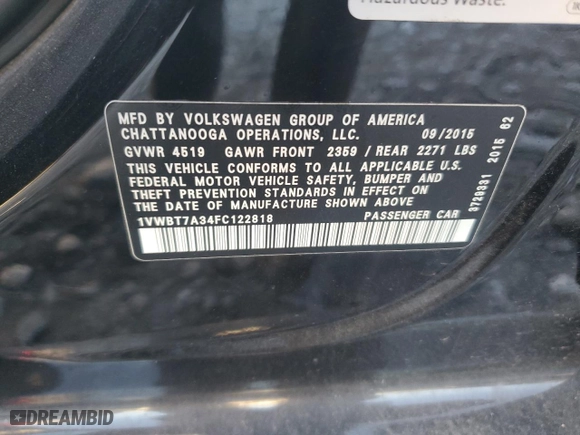 Hazardous Waste.
MFD BY VOLKSWAGEN GROUP OF AMERICA
CHATTANOOGA OPERATIONS, LLC. 09/2015
GVWR 4519 GAWR FRONT 2359 / REAR 2271 LBS
THIS VEHICLE CONFORMS TO ALL APPLICABLE U.S.
FEDERAL MOTOR VEHICLE SAFETY, BUMPER AND
THEFT PREVENTION STANDARDS IN EFFECT ON
THE DATE OF MANUFACTURE SHOWN ABOVE
1VWBT7A34FC122818 PASSENGER CAR
3729331 2015 62
DREAMBID